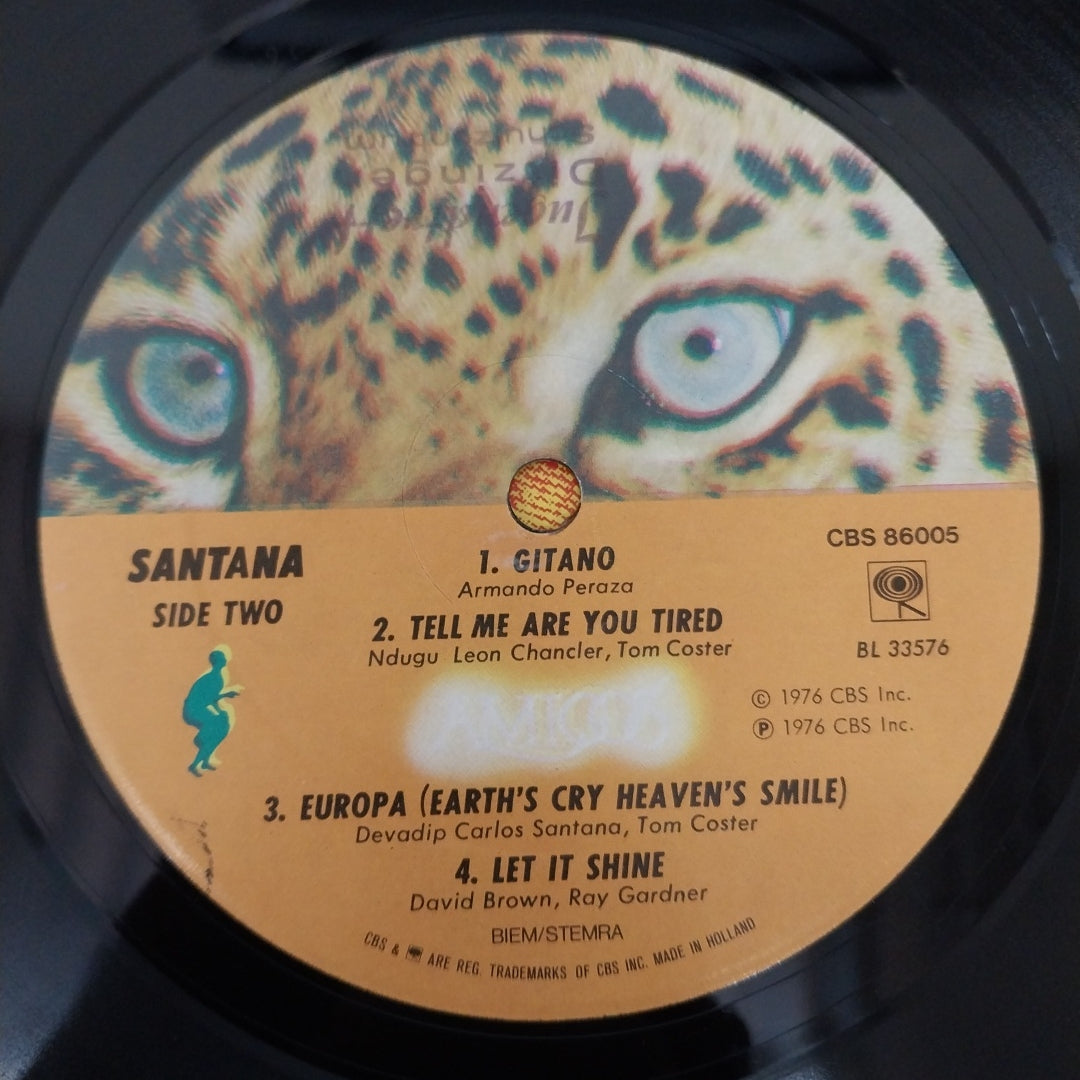 SANTANA
SIDE TWO
1. GITANO
Armando Peraza
2. TELL ME ARE YOU TIRED
Ndugu Leon Chancler, Tom Coster
CBS 86005
BL 33576
© 1976 CBS Inc.
℗ 1976 CBS Inc.
AMIGOS
3. EUROPA (EARTH'S CRY HEAVEN'S SMILE)
Devadip Carlos Santana, Tom Coster
4. LET IT SHINE
David Brown, Ray Gardner
BIEM/STEMRA
CBS & ARE REG. TRADEMARKS OF CBS INC. MADE IN HOLLAND